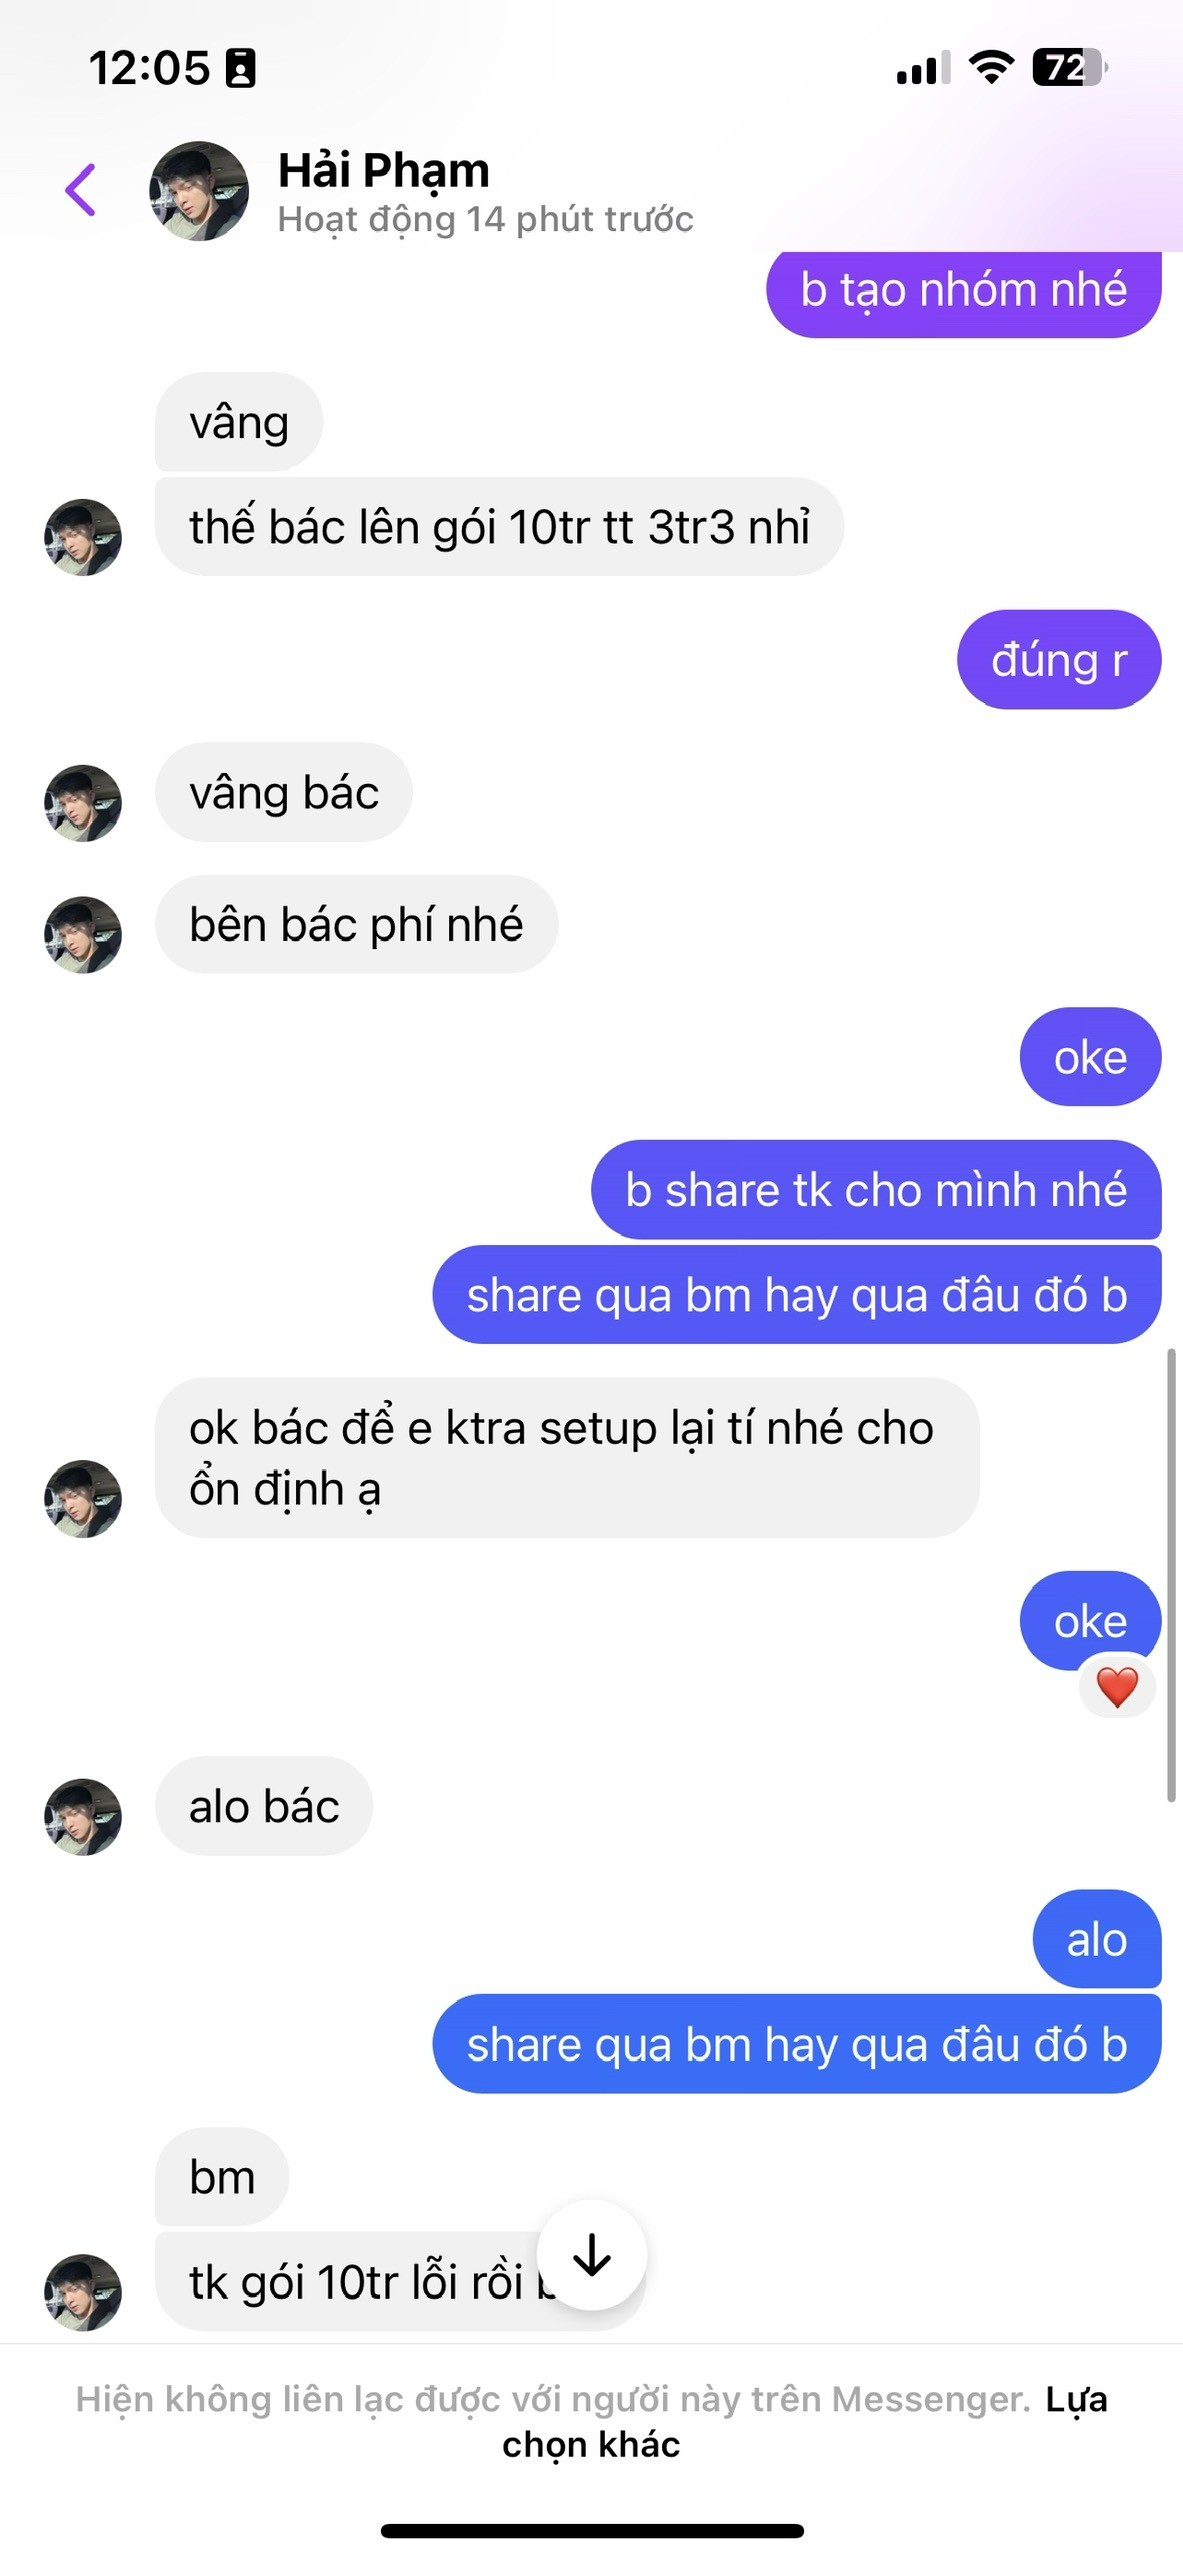 12:05
72
Hải Phạm
Hoạt động 14 phút trước
b tạo nhóm nhé
vâng
thế bác lên gói 10tr tt 3tr3 nhỉ
đúng r
vâng bác
bên bác phí nhé
oke
b share tk cho mình nhé
share qua bm hay qua đâu đó b
ok bác để e ktra setup lại tí nhé cho
ổn định ạ
oke
alo bác
alo
share qua bm hay qua đâu đó b
bm
tk gói 10tr lỗi rồi
Hiện không liên lạc được với người này trên Messenger. Lựa
chọn khác